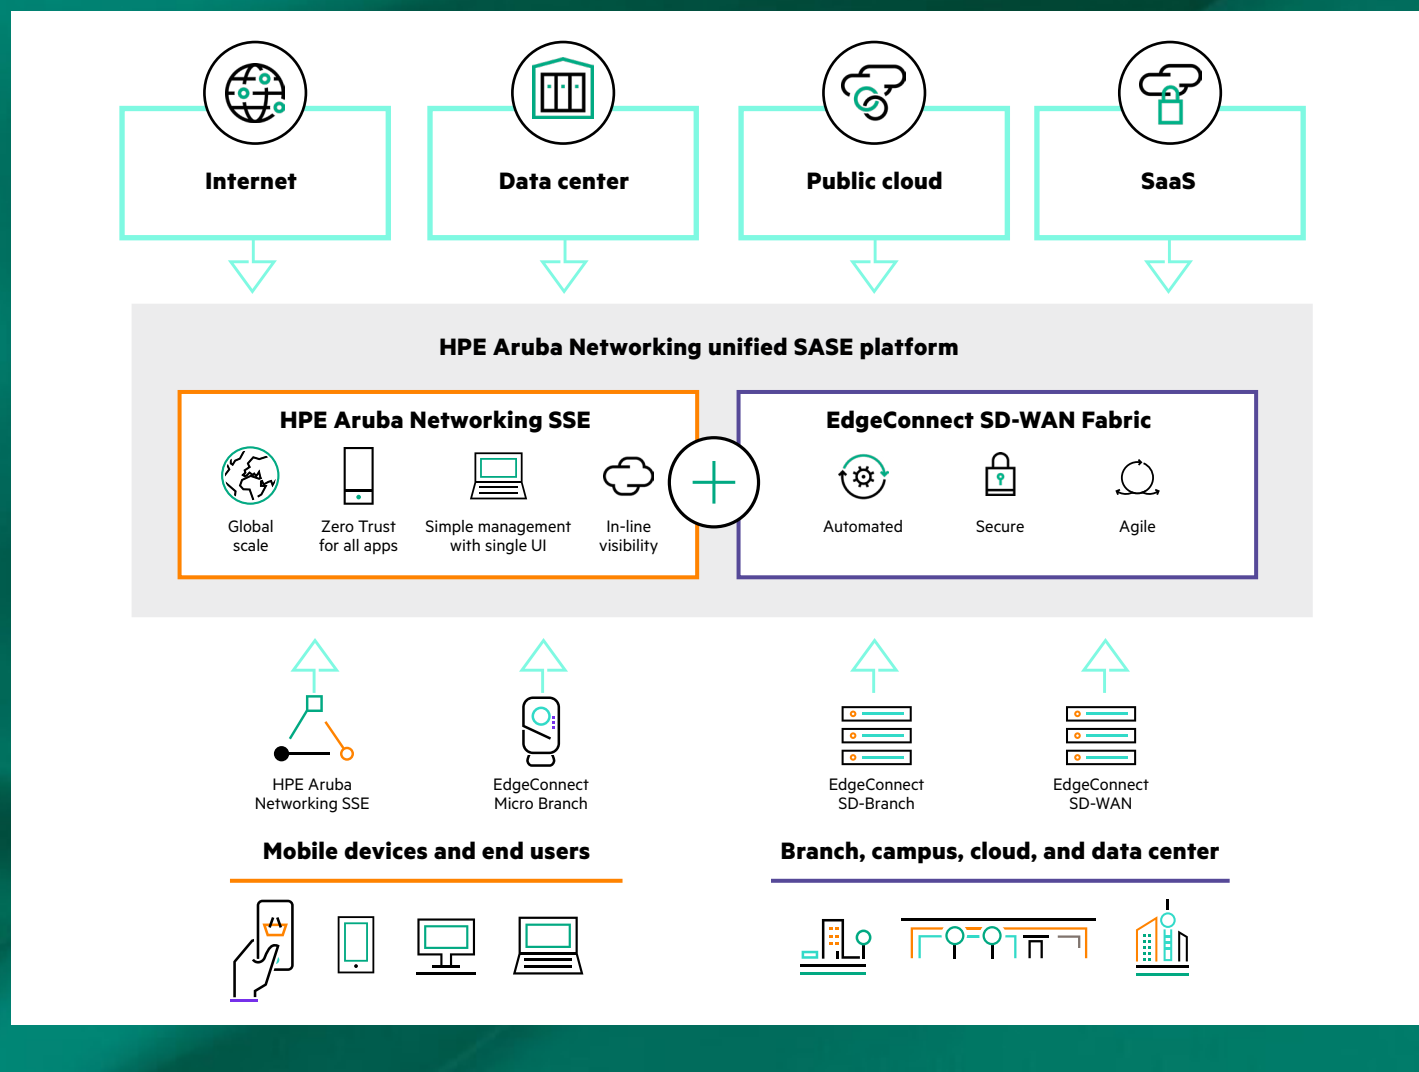 Internet
Data center
Public cloud
SaaS
HPE Aruba Networking unified SASE platform
HPE Aruba Networking SSE
Global
scale
Zero Trust
for all apps
Simple management
with single UI
In-line
visibility
EdgeConnect SD-WAN Fabric
Automated
Secure
Agile
HPE Aruba
Networking SSE
EdgeConnect
Micro Branch
EdgeConnect
SD-Branch
EdgeConnect
SD-WAN
Mobile devices and end users
Branch, campus, cloud, and data center